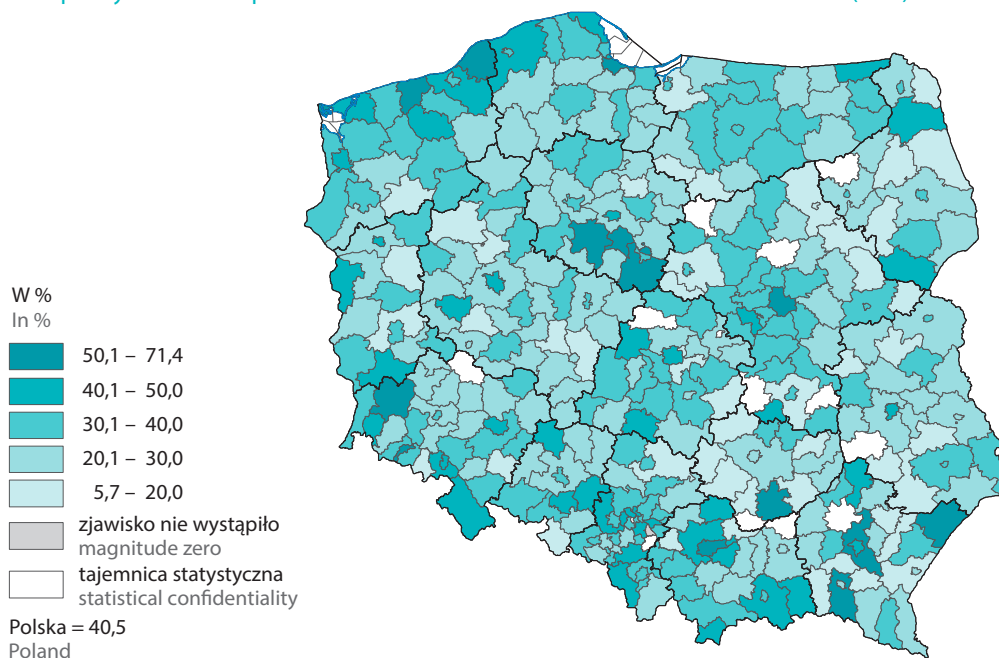 W %
In %
50,1 – 71,4
40,1 – 50,0
30,1 – 40,0
20,1 – 30,0
5,7 – 20,0
zjawisko nie wystąpiło
magnitude zero
tajemnica statystyczna
statistical confidentiality
Polska = 40,5
Poland